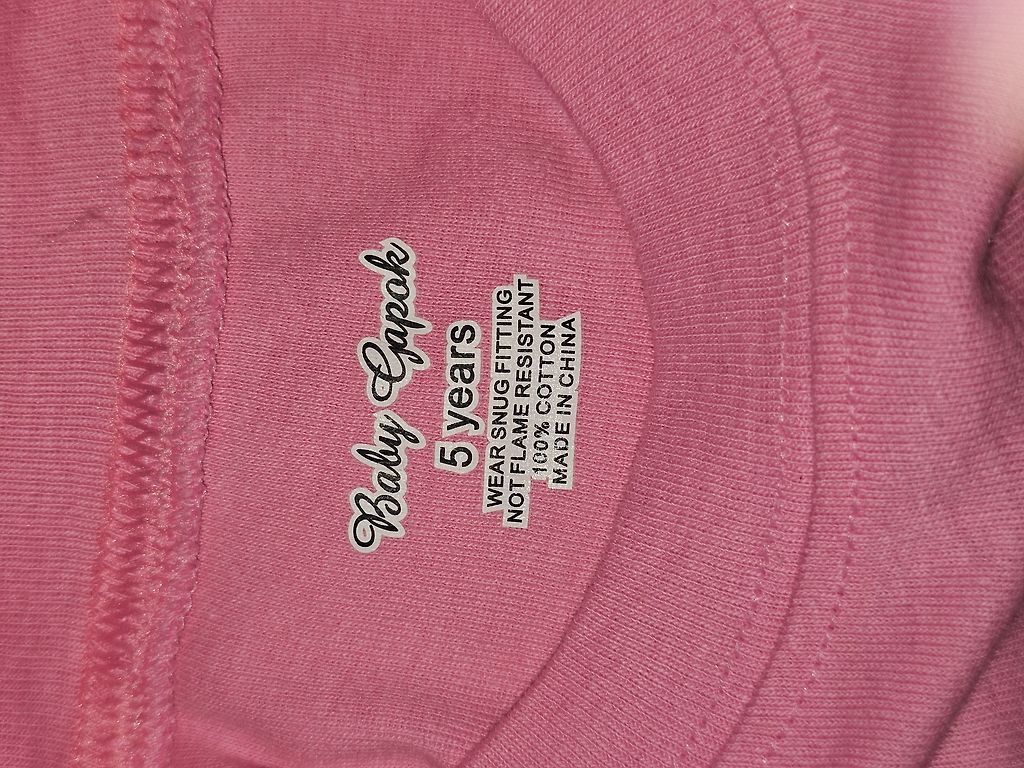 Baby Gapok
5 years
WEAR SNUG FITTING
NOT FLAME RESISTANT
100% COTTON
MADE IN CHINA